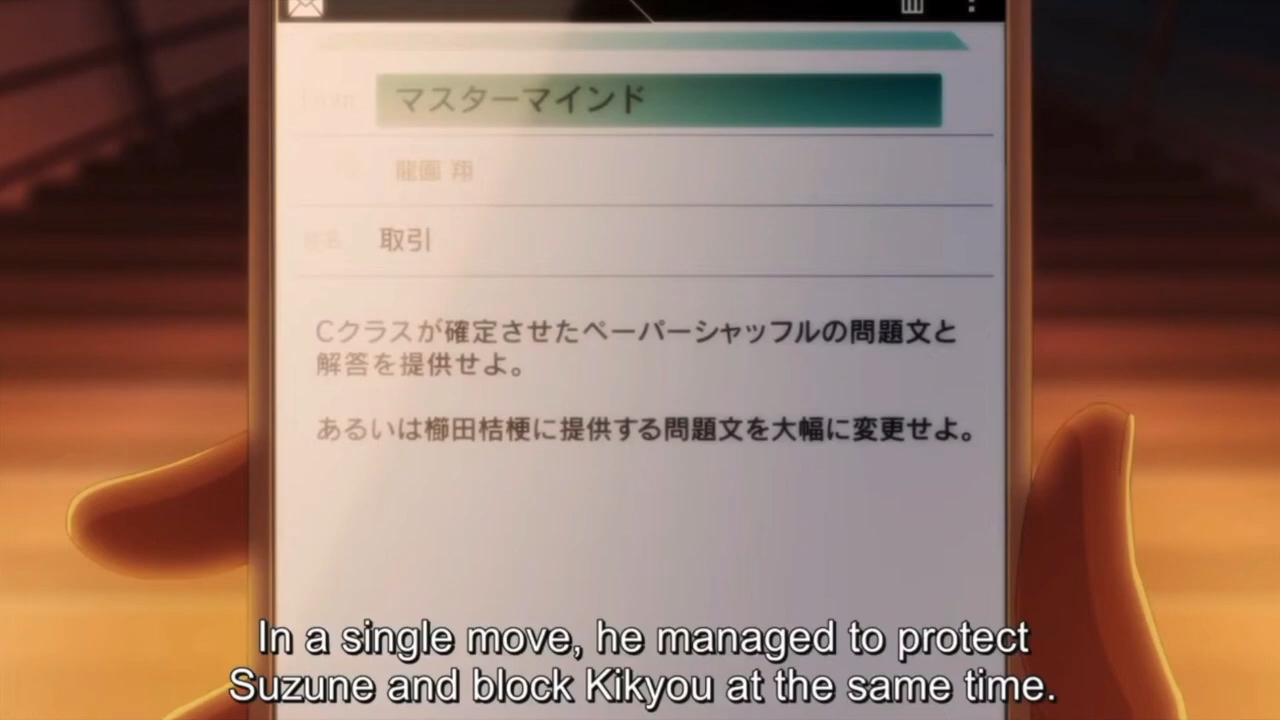 マスターマインド
龍園 翔
件名 取引
Cクラスが確定させたペーパーシャッフルの問題文と
解答を提供せよ。
あるいは櫛田桔梗に提供する問題文を大幅に変更せよ。
In a single move, he managed to protect
Suzune and block Kikyou at the same time.